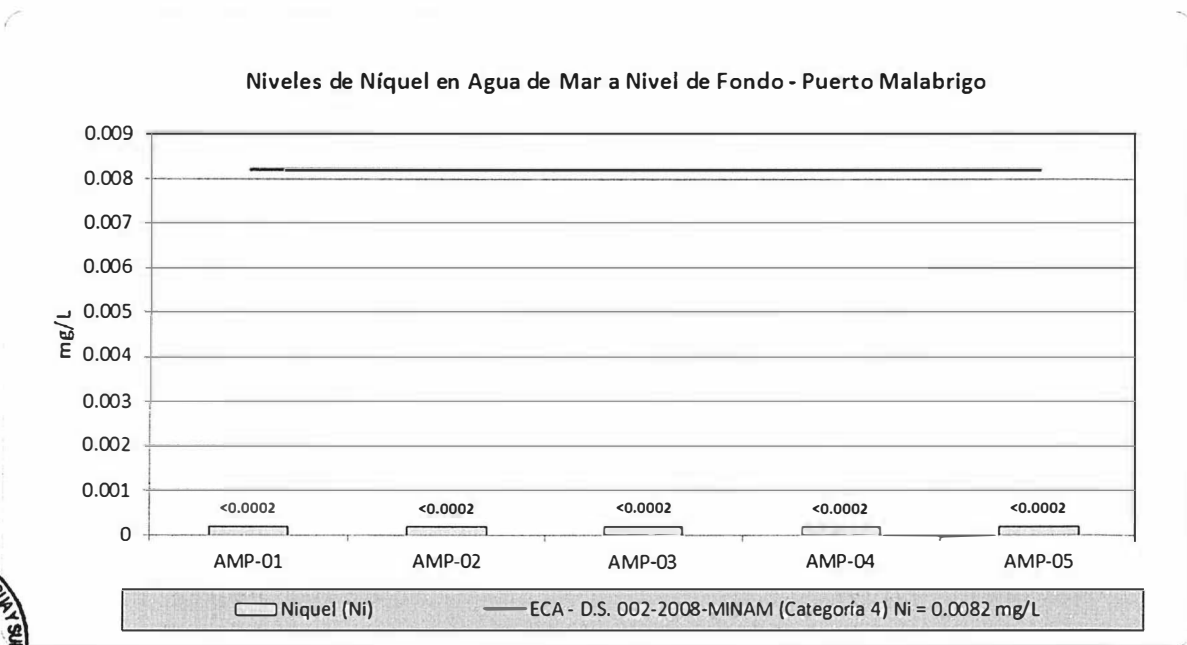 Niveles de Níquel en Agua de Mar a Nivel de Fondo - Puerto Malabrigo
0.009
0.008
0.007
0.006
0.005
0.004
0.003
0.002
0.001
0
mg/L
<0.0002 <0.0002 <0.0002 <0.0002 <0.0002
AMP-01 AMP-02 AMP-03 AMP-04 AMP-05
Niquel (Ni) ECA - D.S. 002-2008-MINAM (Categoría 4) Ni = 0.0082 mg/L